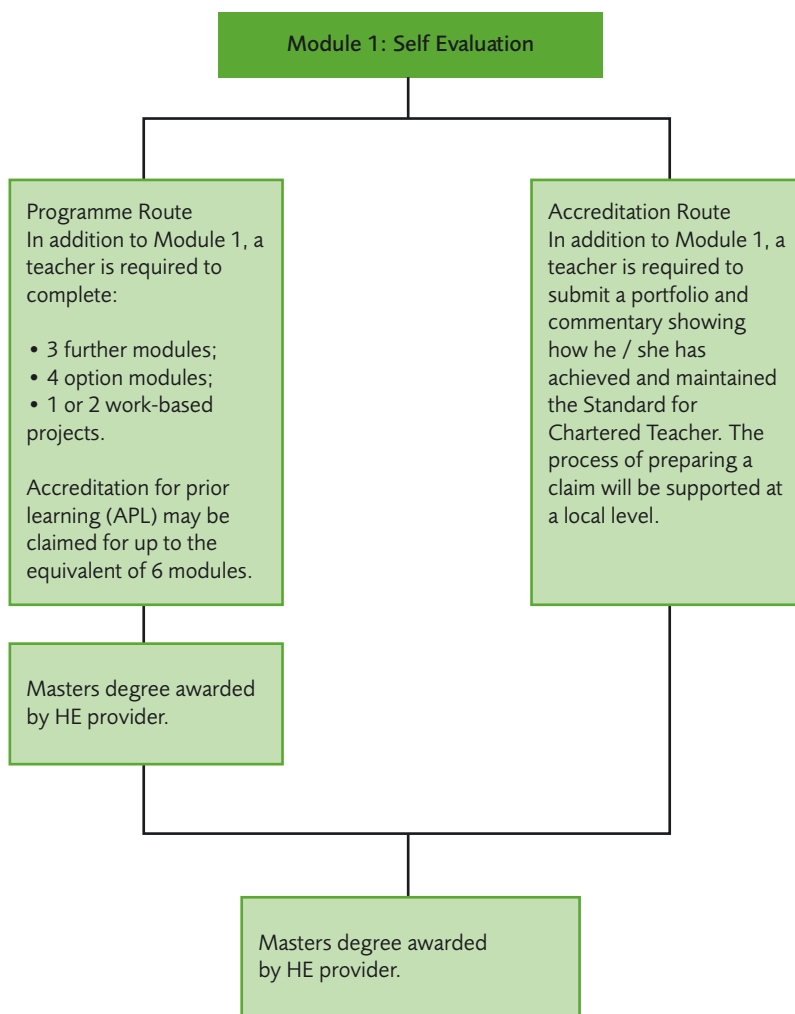 Module 1: Self Evaluation
Programme Route
In addition to Module 1, a
teacher is required to
complete:
• 3 further modules;
• 4 option modules;
• 1 or 2 work-based
projects.
Accreditation for prior
learning (APL) may be
claimed for up to the
equivalent of 6 modules.
Accreditation Route
In addition to Module 1, a
teacher is required to
submit a portfolio and
commentary showing
how he / she has
achieved and maintained
the Standard for
Chartered Teacher. The
process of preparing a
claim will be supported at
a local level.
Masters degree awarded
by HE provider.
Masters degree awarded
by HE provider.